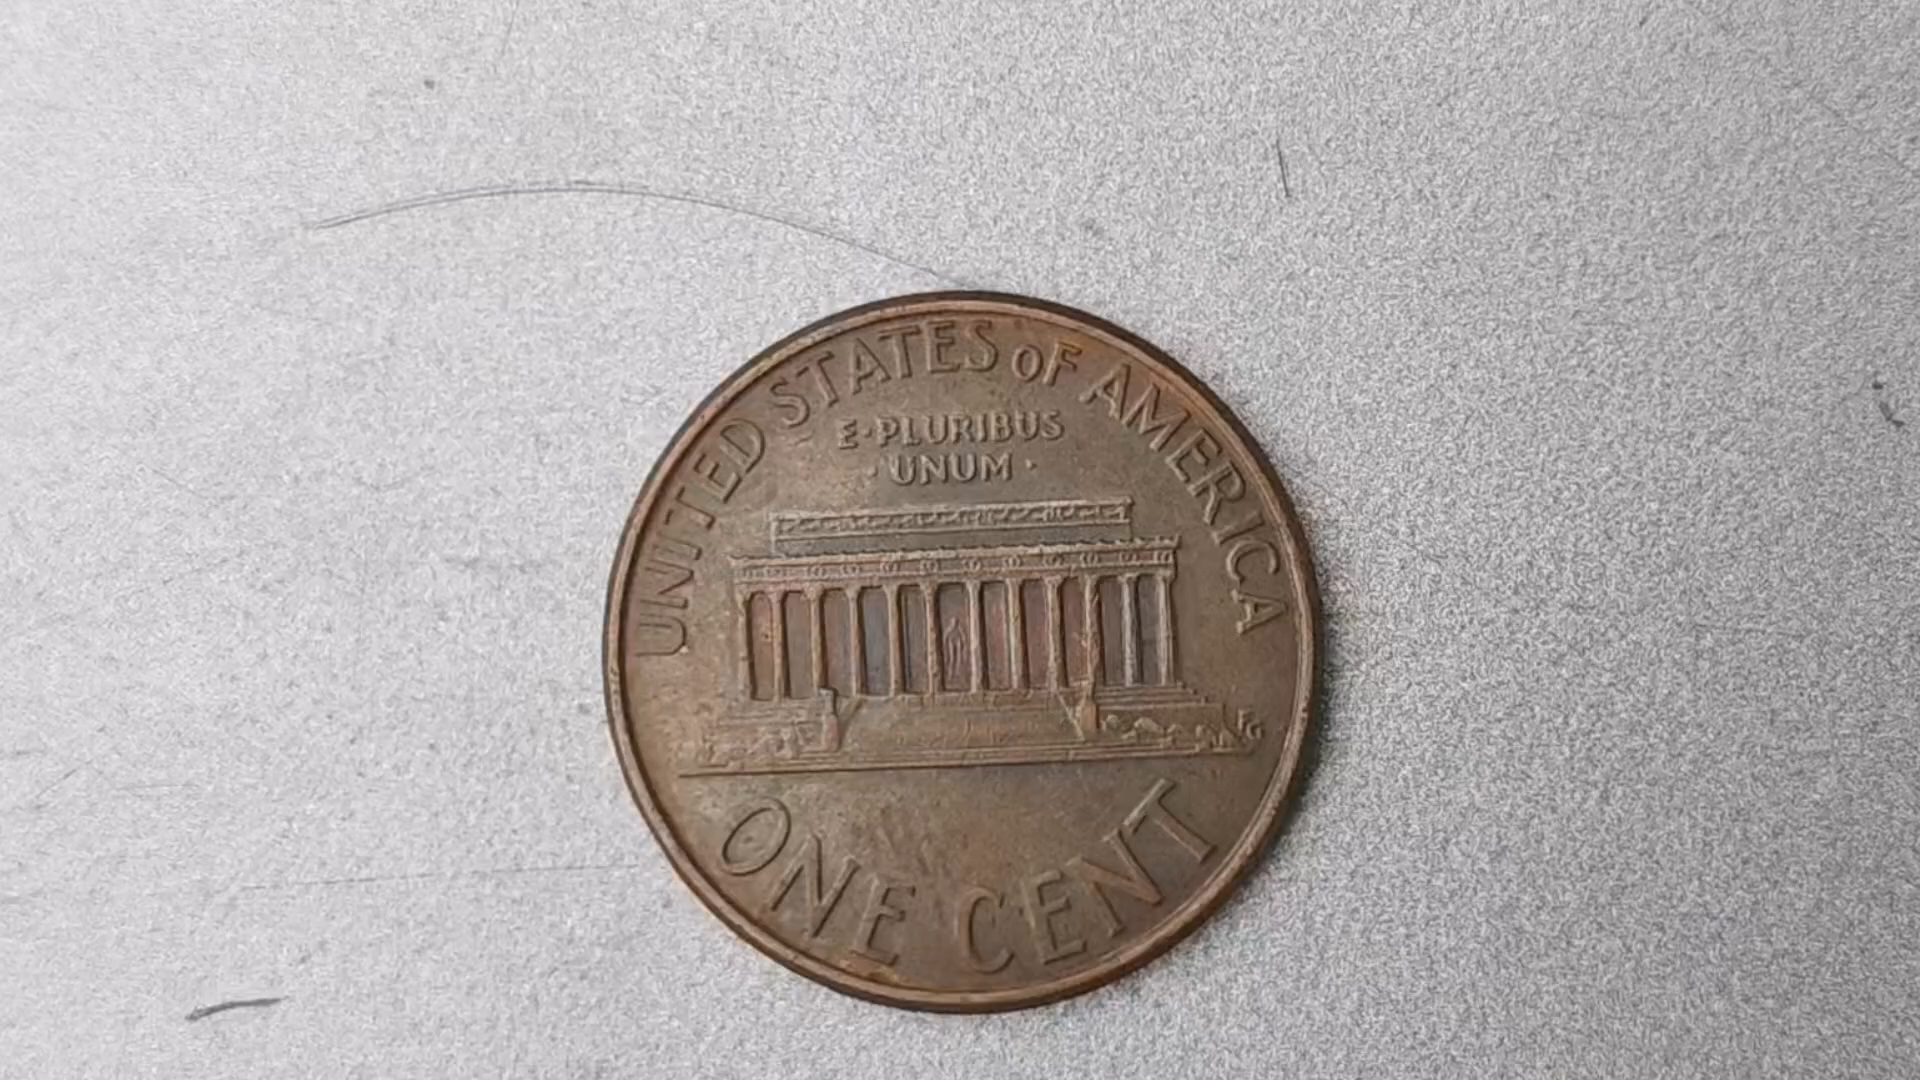 UNITED STATES OF AMERICA
E·PLURIBUS
·UNUM·
FG
ONE CENT